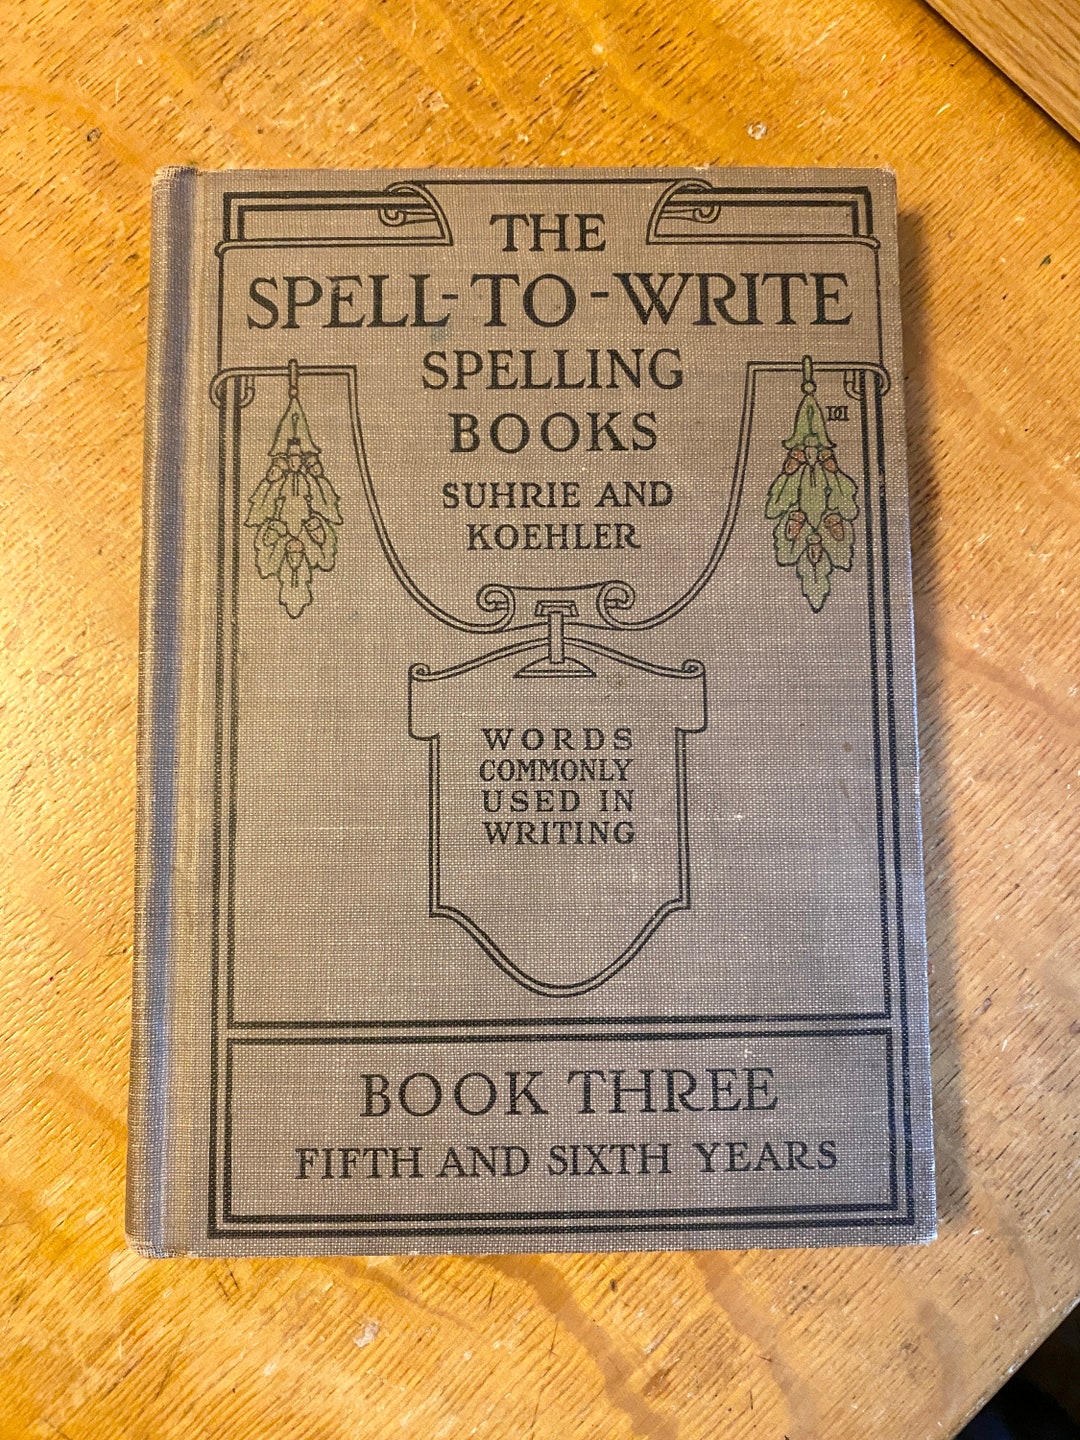 THE
SPELL-TO-WRITE
SPELLING
BOOKS
SUHRIE AND
KOEHLER
WORDS
COMMONLY
USED IN
WRITING
BOOK THREE
FIFTH AND SIXTH YEARS